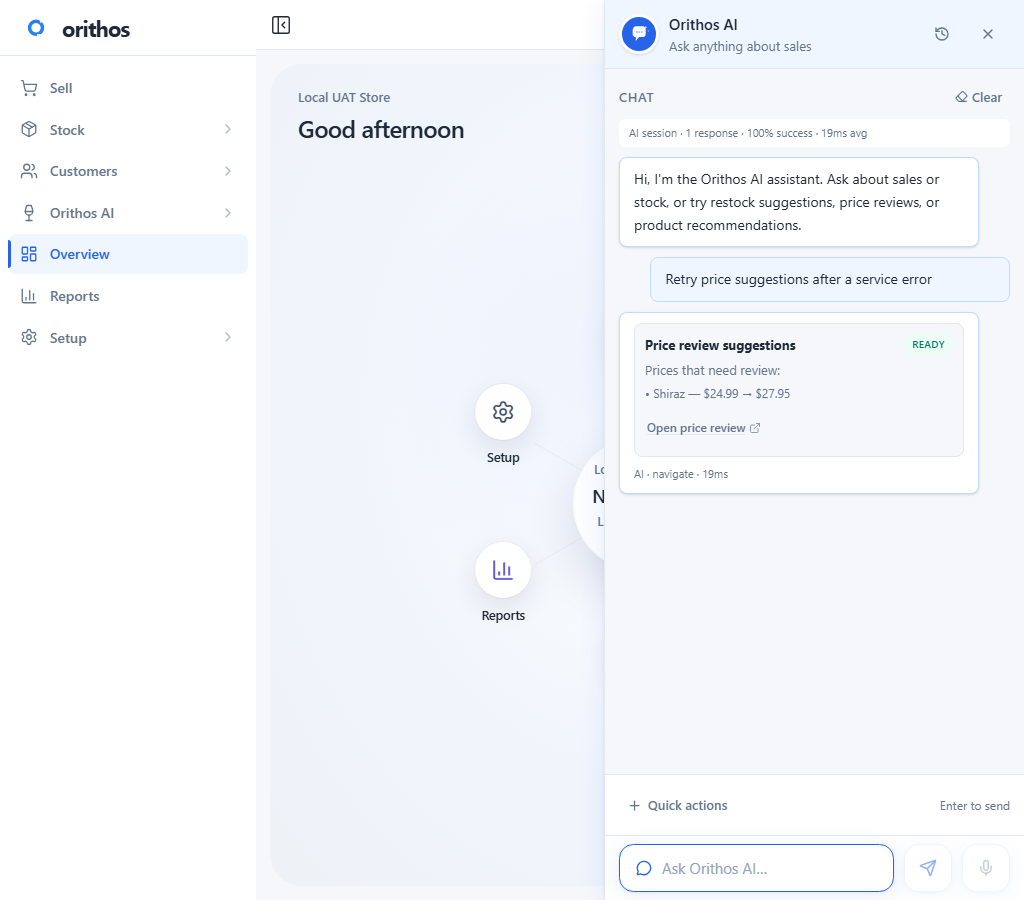 orithos
Sell
Stock
Customers
Orithos AI
Overview
Reports
Setup
Local UAT Store
Good afternoon
Setup
Reports
Lo
N
L
Orithos AI
Ask anything about sales
CHAT
Clear
AI session · 1 response · 100% success · 19ms avg
Hi, I'm the Orithos AI assistant. Ask about sales or
stock, or try restock suggestions, price reviews, or
product recommendations.
Retry price suggestions after a service error
Price review suggestions
READY
Prices that need review:
• Shiraz — $24.99 → $27.95
Open price review
AI · navigate · 19ms
Quick actions
Enter to send
Ask Orithos AI...